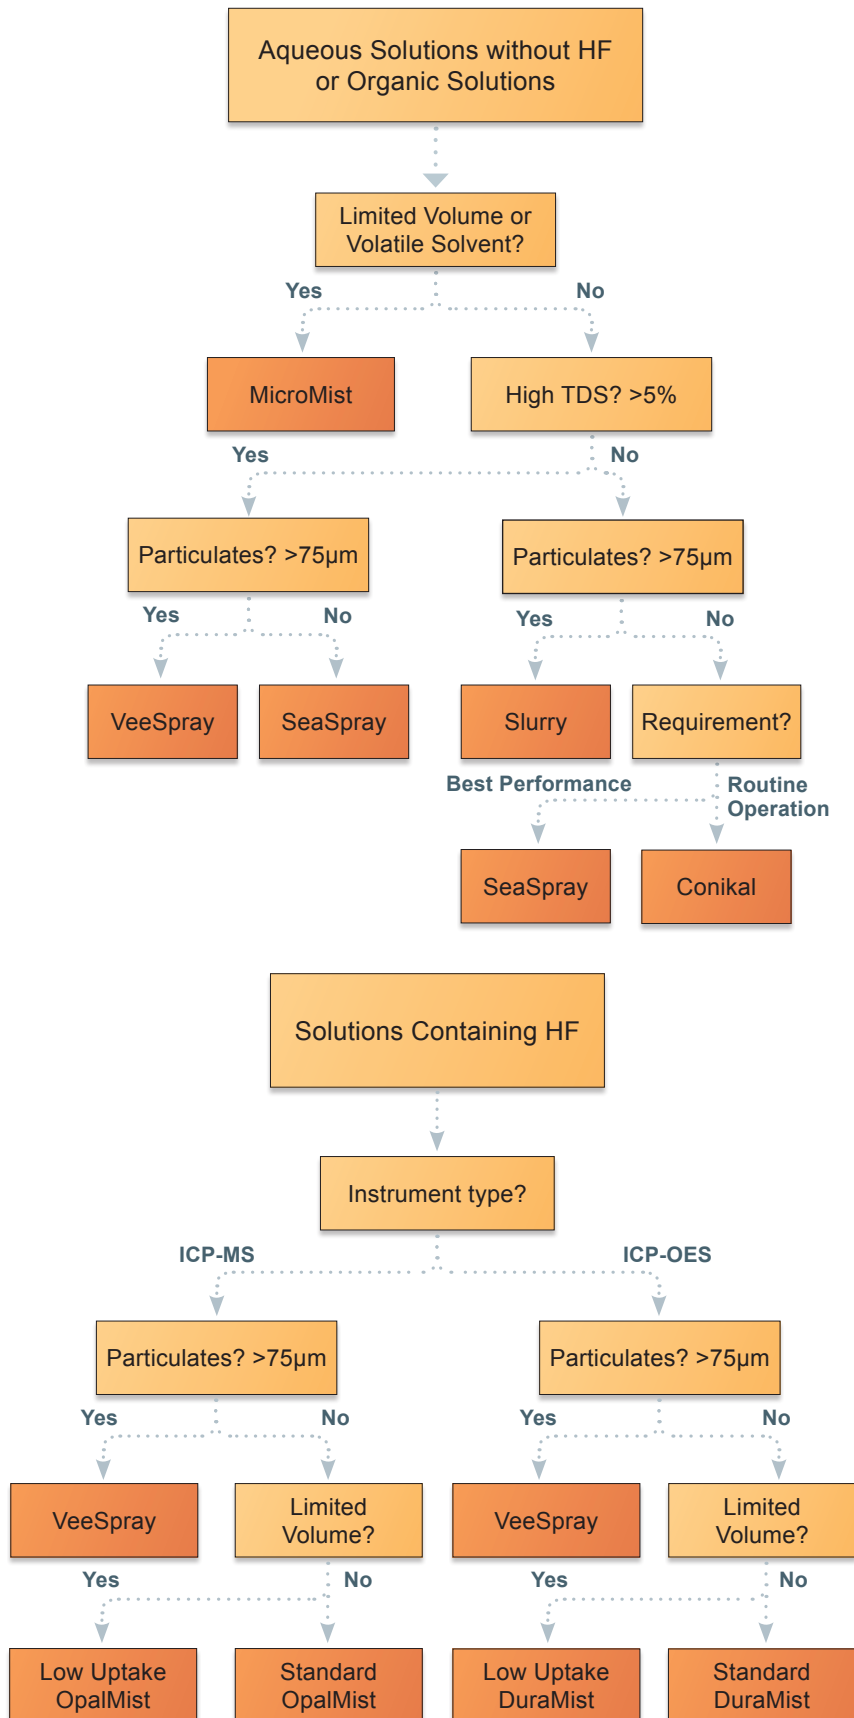 Aqueous Solutions without HF
or Organic Solutions
Limited Volume or
Volatile Solvent?
Yes
No
MicroMist
High TDS? >5%
Yes
No
Particulates? >75µm
Particulates? >75µm
Yes
No
Yes
No
VeeSpray
SeaSpray
Slurry
Requirement?
Best Performance
Routine
Operation
SeaSpray
Conikal
Solutions Containing HF
Instrument type?
ICP-MS
ICP-OES
Particulates? >75µm
Particulates? >75µm
Yes
No
Yes
No
VeeSpray
Limited
Volume?
VeeSpray
Limited
Volume?
Yes
No
Yes
No
Low Uptake
OpalMist
Standard
OpalMist
Low Uptake
DuraMist
Standard
DuraMist